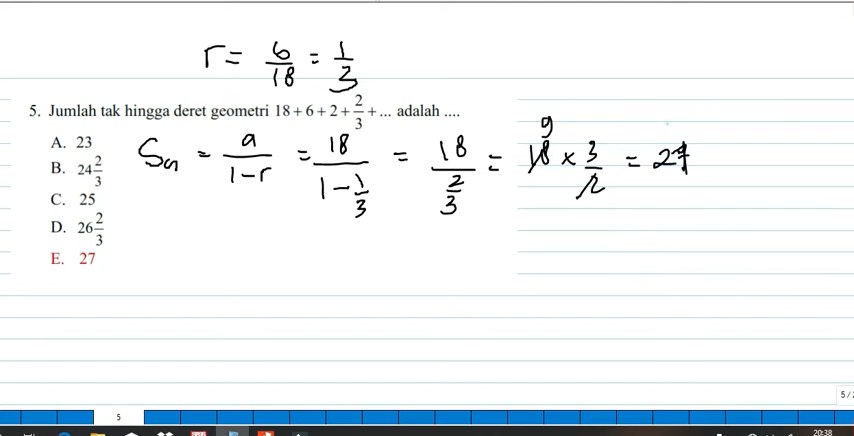 r = 6/18 = 1/3
5. Jumlah tak hingga deret geometri 18 + 6 + 2 + 2/3 + ... adalah ....
A. 23
B. 24 2/3
C. 25
D. 26 2/3
E. 27
Sn = a/(1-r) = 18/(1 - 1/3) = 18/(2/3) = 18 9 × 3/2 = 27
5/2
5
20:38